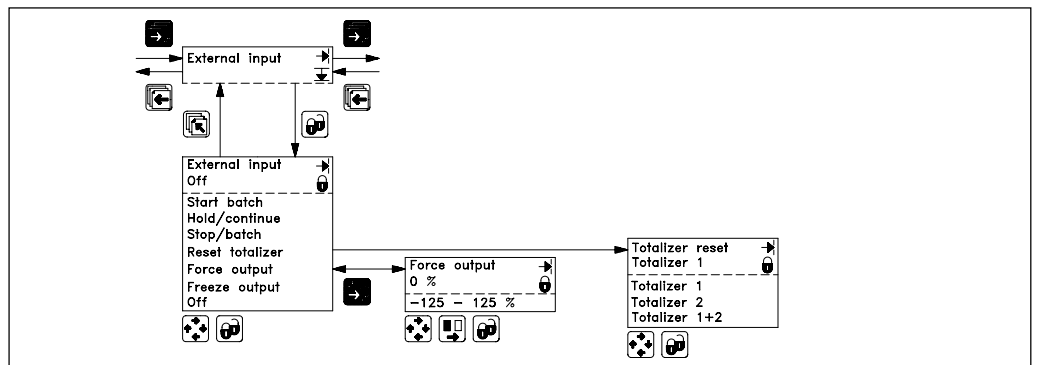 External input
External input
Off
Start batch
Hold/continue
Stop/batch
Reset totalizer
Force output
Freeze output
Off
Force output
0 %
-125 - 125 %
Totalizer reset
Totalizer 1
Totalizer 1
Totalizer 2
Totalizer 1+2